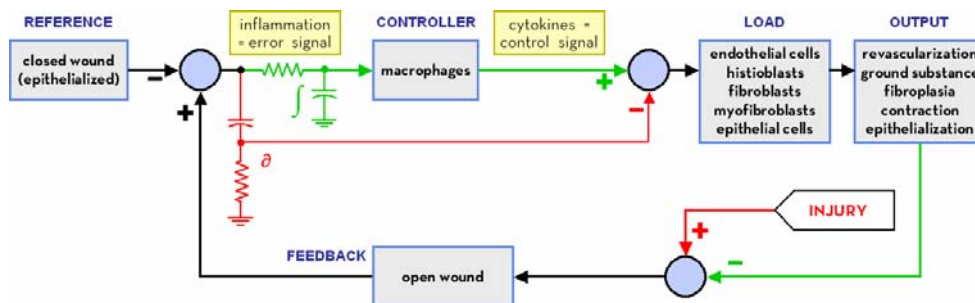 REFERENCE
closed wound
(epithelialized)
−
+
inflammation
= error signal
∫
∂
CONTROLLER
macrophages
cytokines =
control signal
+
−
LOAD
endothelial cells
histioblasts
fibroblasts
myofibroblasts
epithelial cells
OUTPUT
revascularization
ground substance
fibroplasia
contraction
epithelialization
INJURY
+
−
FEEDBACK
open wound